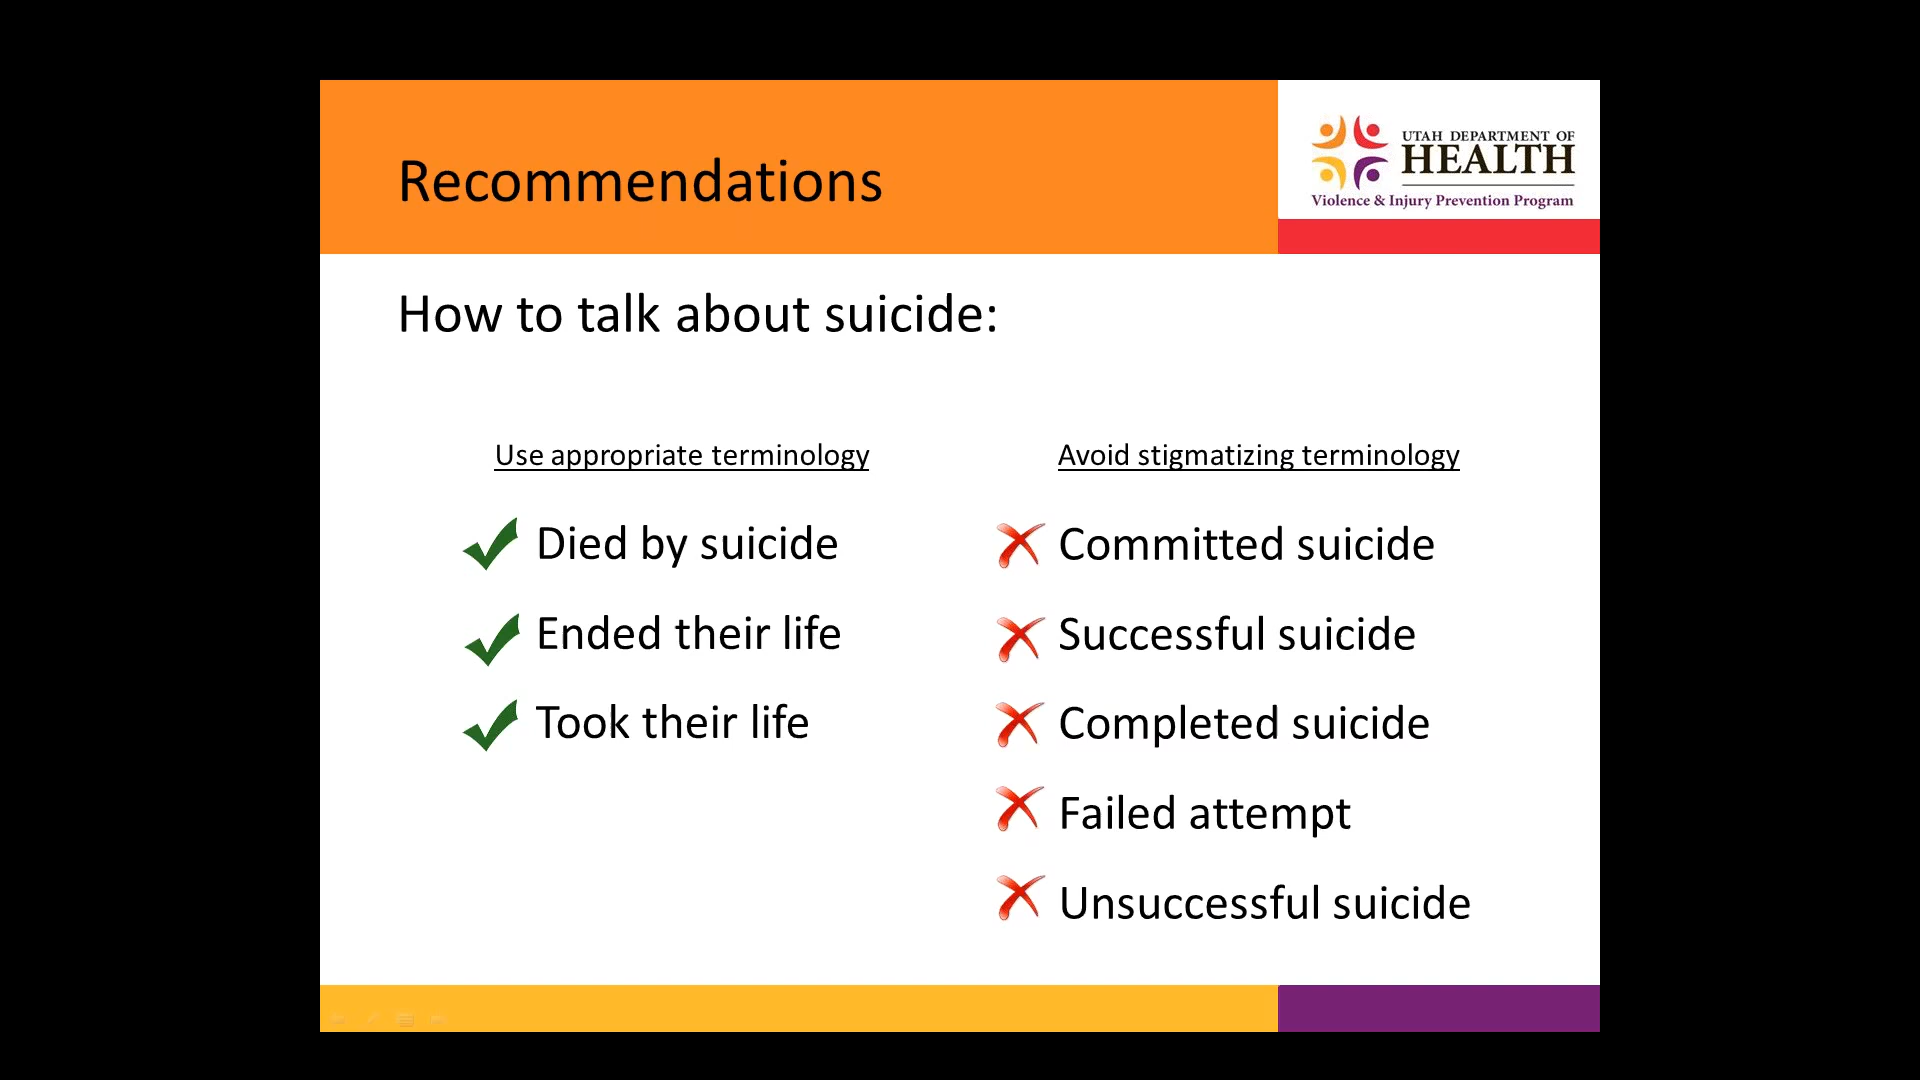 Recommendations
UTAH DEPARTMENT OF
HEALTH
Violence & Injury Prevention Program
How to talk about suicide:
Use appropriate terminology
Died by suicide
Ended their life
Took their life
Avoid stigmatizing terminology
Committed suicide
Successful suicide
Completed suicide
Failed attempt
Unsuccessful suicide